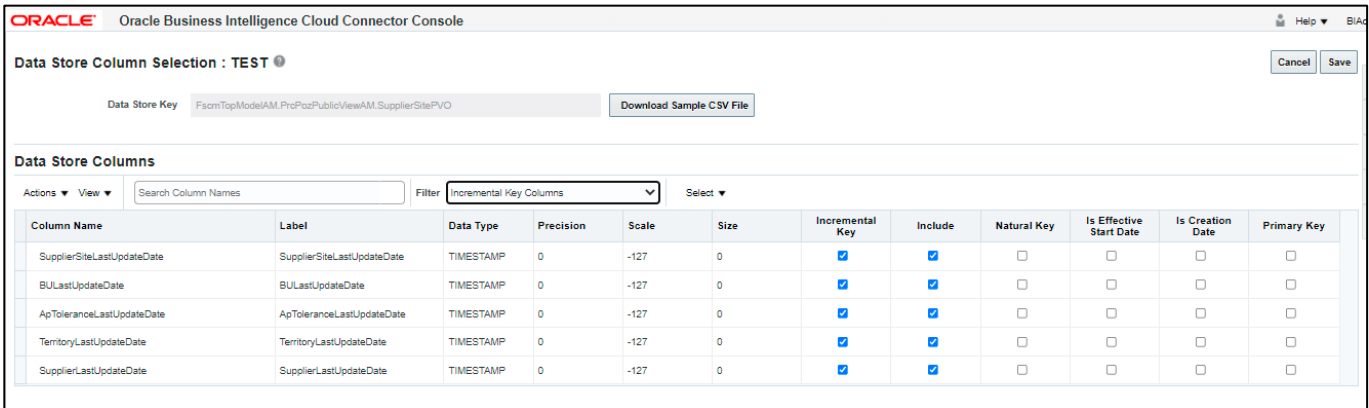 ORACLE Oracle Business Intelligence Cloud Connector Console Help BIAc
Data Store Column Selection : TEST Cancel Save
Data Store Key FscmTopModelAM.PrcPozPublicViewAM.SupplierSitePVO Download Sample CSV File
Data Store Columns
Actions View Search Column Names Filter Incremental Key Columns Select
Column Name Label Data Type Precision Scale Size Incremental Key Include Natural Key Is Effective Start Date Is Creation Date Primary Key
SupplierSiteLastUpdateDate SupplierSiteLastUpdateDate TIMESTAMP 0 -127 0
BULastUpdateDate BULastUpdateDate TIMESTAMP 0 -127 0
ApToleranceLastUpdateDate ApToleranceLastUpdateDate TIMESTAMP 0 -127 0
TerritoryLastUpdateDate TerritoryLastUpdateDate TIMESTAMP 0 -127 0
SupplierLastUpdateDate SupplierLastUpdateDate TIMESTAMP 0 -127 0